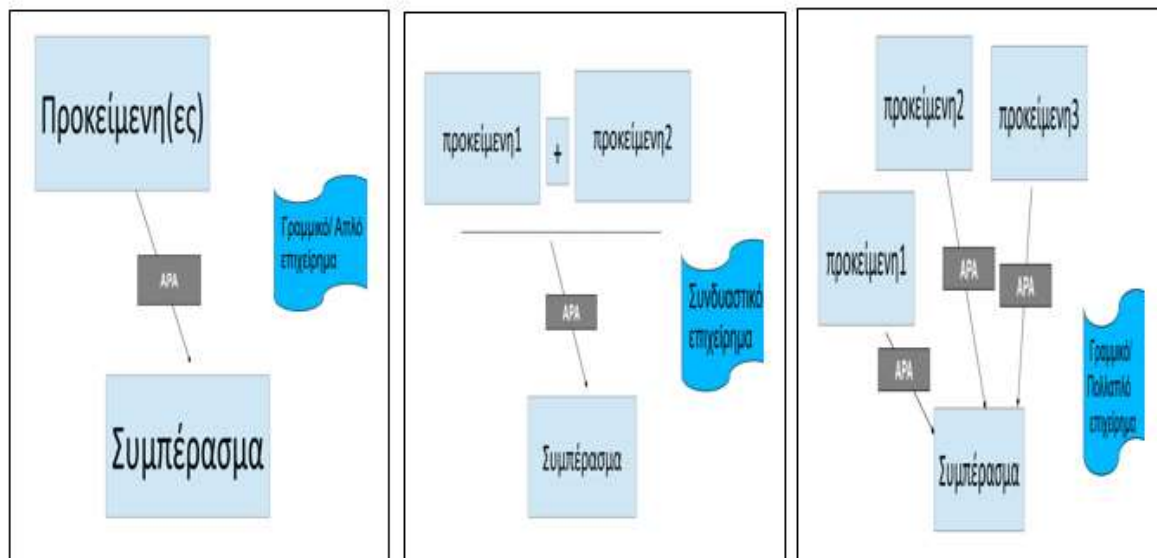 Προκείμενη(ες)
Γραμμικό/ Απλό
επιχείρημα
ΑΡΑ
Συμπέρασμα
προκείμενη1
+
προκείμενη2
Συνδυαστικό
επιχείρημα
ΑΡΑ
Συμπέρασμα
προκείμενη2
προκείμενη3
προκείμενη1
ΑΡΑ
ΑΡΑ
ΑΡΑ
Γραμμικό/
Πολλαπλό
επιχείρημα
Συμπέρασμα